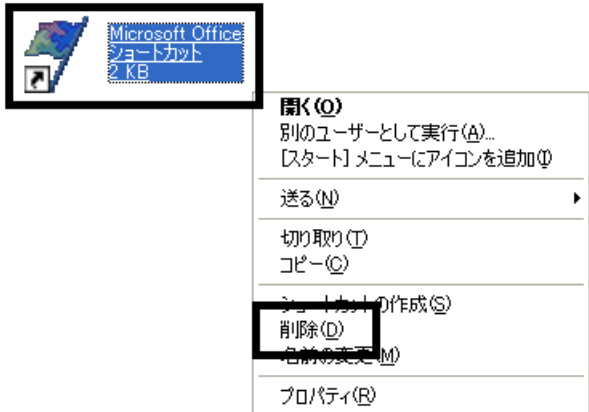 Microsoft Office
ショートカット
2 KB
開く(O)
別のユーザーとして実行(A)...
[スタート] メニューにアイコンを追加(I)
送る(N)
切り取り(T)
コピー(C)
ショートカットの作成(S)
削除(D)
名前の変更(M)
プロパティ(R)